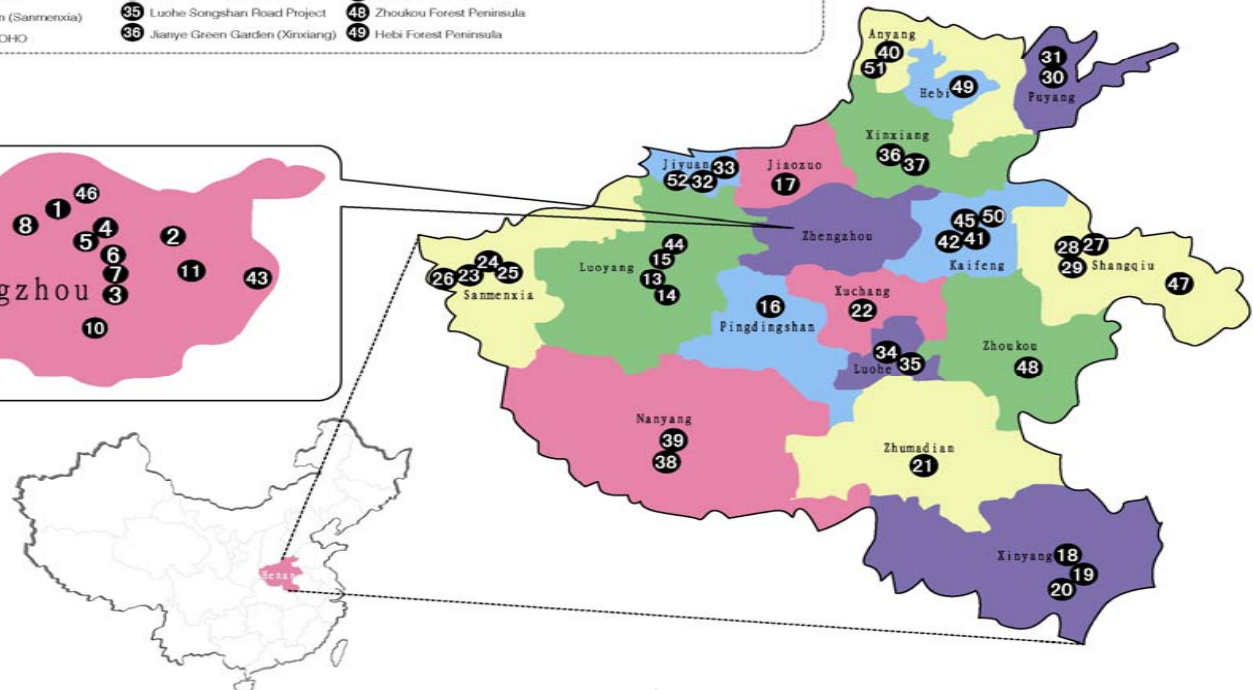 n (Sanmenxia)
OHO
35 Luohe Songshan Road Project
36 Jianye Green Garden (Xinxiang)
48 Zhoukou Forest Peninsula
49 Hebi Forest Peninsula
46
1
8
4
5
2
6
7
11
43
3
gzhou
10
Anyang
40
51
Hebi 49
31
30
Puyang
Xinxiang
36 37
Jiyuan 33
52 32
Jiaozuo
17
Zhengzhou
45 50
42 41
Kaifeng
28 27
29 Shangqiu
47
44
15
Luoyang
13
14
24
26 23 25
Sanmenxia
16
Pingdingshan
Xuchang
22
34
Luohe 35
Zhoukou
48
Nanyang
39
38
Zhumadian
21
Xinyang 18
19
20
Henan